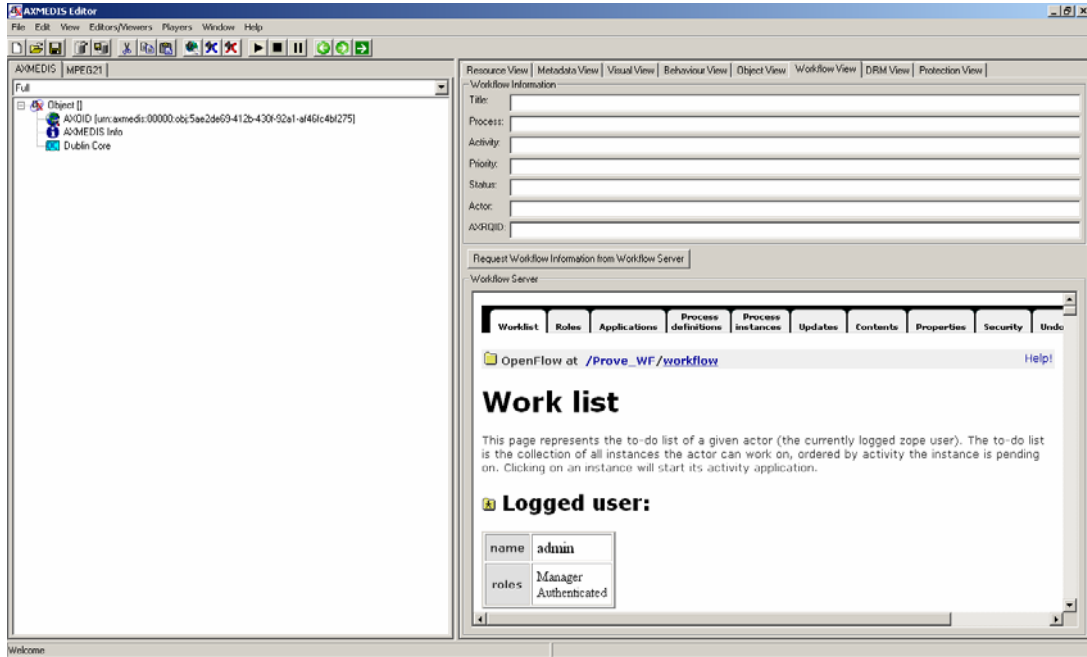 AXMEDIS Editor
File Edit View Editors/Viewers Players Window Help
AXMEDIS MPEG21
Full
Object []
AXOID [urn:axmedis:00000:obj:5ae2de69-412b-430f-92a1-af46fc4bf275]
AXMEDIS Info
Dublin Core
Resource View Metadata View Visual View Behaviour View Object View Workflow View DRM View Protection View
Workflow Information
Title:
Process:
Activity:
Priority:
Status:
Actor:
AXRQID:
Request Workflow Information from Workflow Server
Workflow Server
Worklist Roles Applications Process definitions Process instances Updates Contents Properties Security Undo
OpenFlow at /Prove_WF/workflow Help!
Work list
This page represents the to-do list of a given actor (the currently logged zope user). The to-do list
is the collection of all instances the actor can work on, ordered by activity the instance is pending
on. Clicking on an instance will start its activity application.
Logged user:
name admin
roles Manager
Authenticated
Welcome